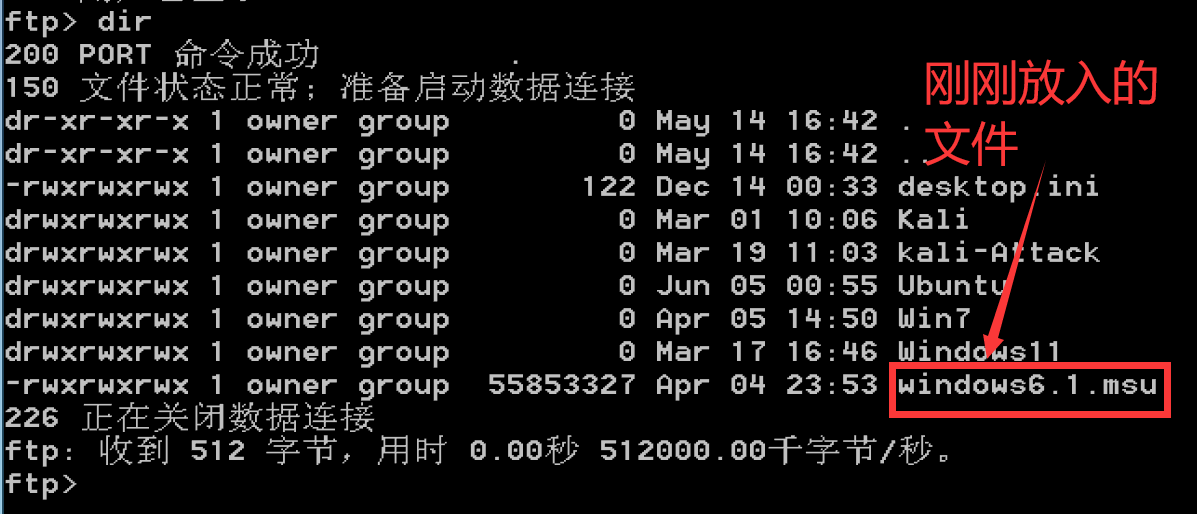 ftp> dir
200 PORT 命令成功 .
150 文件状态正常；准备启动数据连接
dr-xr-xr-x 1 owner group 0 May 14 16:42 .
dr-xr-xr-x 1 owner group 0 May 14 16:42 ..
-rwxrwxrwx 1 owner group 122 Dec 14 00:33 desktop.ini
drwxrwxrwx 1 owner group 0 Mar 01 10:06 Kali
drwxrwxrwx 1 owner group 0 Mar 19 11:03 kali-Attack
drwxrwxrwx 1 owner group 0 Jun 05 00:55 Ubuntu
drwxrwxrwx 1 owner group 0 Apr 05 14:50 Win7
drwxrwxrwx 1 owner group 0 Mar 17 16:46 Windows11
-rwxrwxrwx 1 owner group 55853327 Apr 04 23:53 windows6.1.msu
226 正在关闭数据连接
ftp: 收到 512 字节，用时 0.00秒 512000.00千字节/秒。
ftp>
刚刚放入的
文件